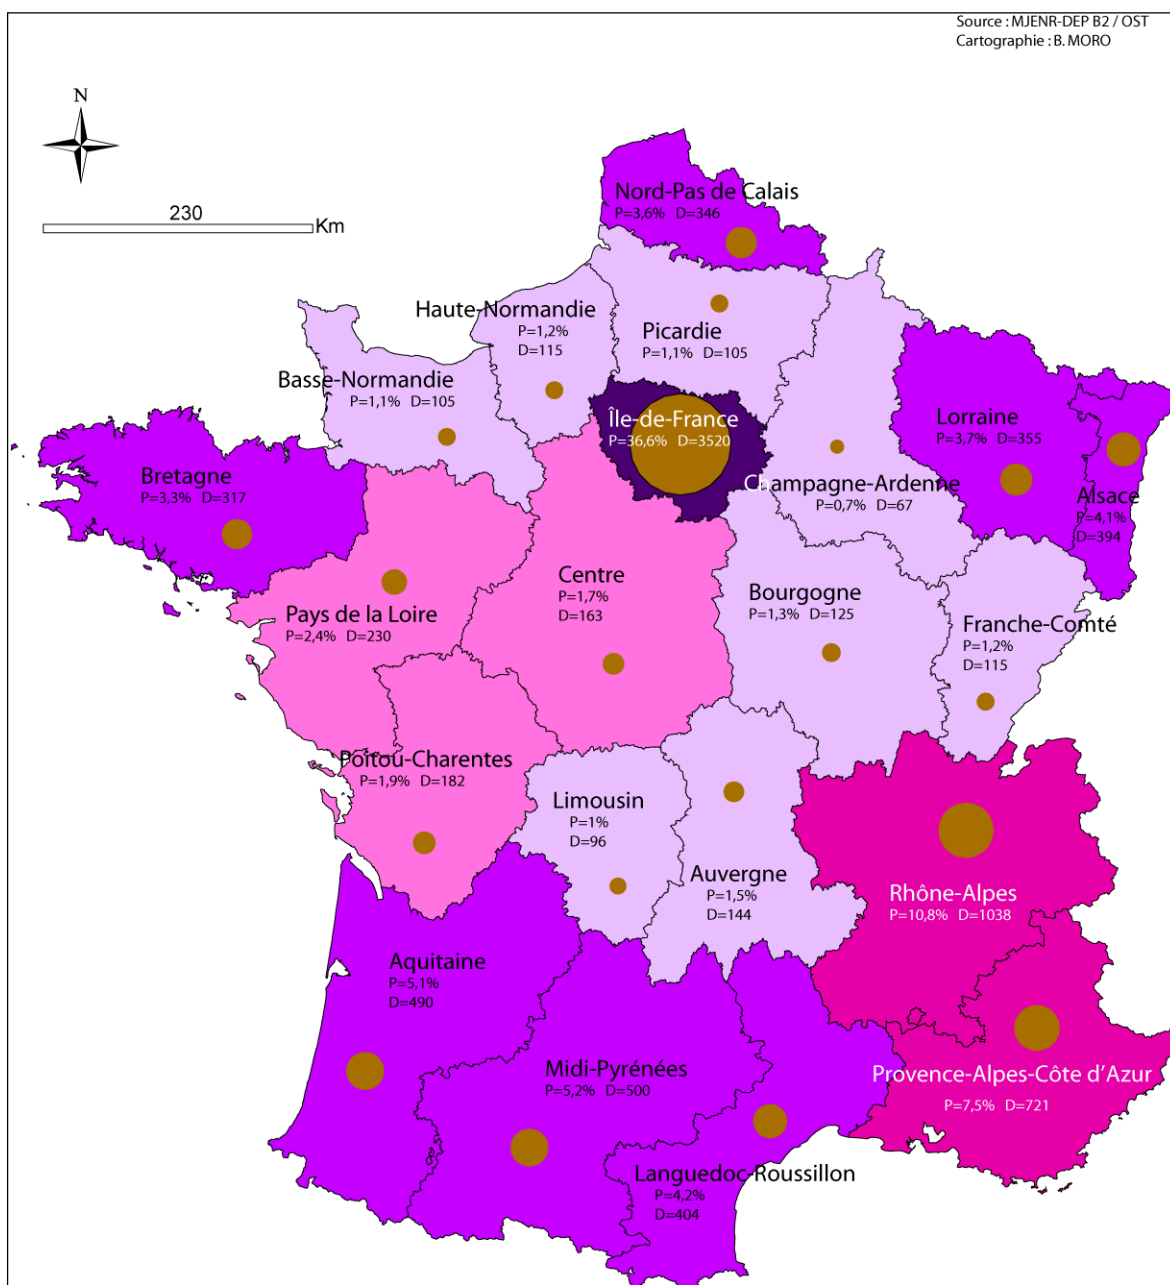 Source : MJENR-DEP B2 / OST
Cartographie : B. MORO
N
230
Km
Nord-Pas de Calais
P=3,6% D=346
Haute-Normandie
P=1,2%
D=115
Picardie
P=1,1% D=105
Basse-Normandie
P=1,1% D=105
Île-de-France
P=36,6% D=3520
Lorraine
P=3,7% D=355
Bretagne
P=3,3% D=317
Champagne-Ardenne
P=0,7% D=67
Alsace
P=4,1%
D=394
Centre
P=1,7%
D=163
Bourgogne
P=1,3% D=125
Pays de la Loire
P=2,4% D=230
Franche-Comté
P=1,2%
D=115
Poitou-Charentes
P=1,9% D=182
Limousin
P=1%
D=96
Auvergne
P=1,5%
D=144
Rhône-Alpes
P=10,8% D=1038
Aquitaine
P=5,1%
D=490
Midi-Pyrénées
P=5,2% D=500
Provence-Alpes-Côte d'Azur
P=7,5% D=721
Languedoc-Roussillon
P=4,2%
D=404